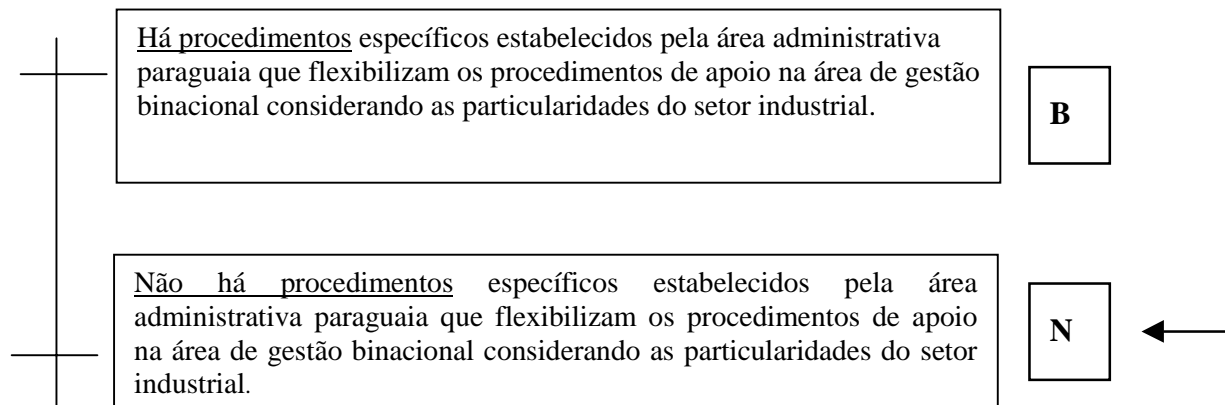 Há procedimentos específicos estabelecidos pela área administrativa
paraguaia que flexibilizam os procedimentos de apoio na área de gestão
binacional considerando as particularidades do setor industrial.
B
Não há procedimentos específicos estabelecidos pela área
administrativa paraguaia que flexibilizam os procedimentos de apoio
na área de gestão binacional considerando as particularidades do setor
industrial.
N